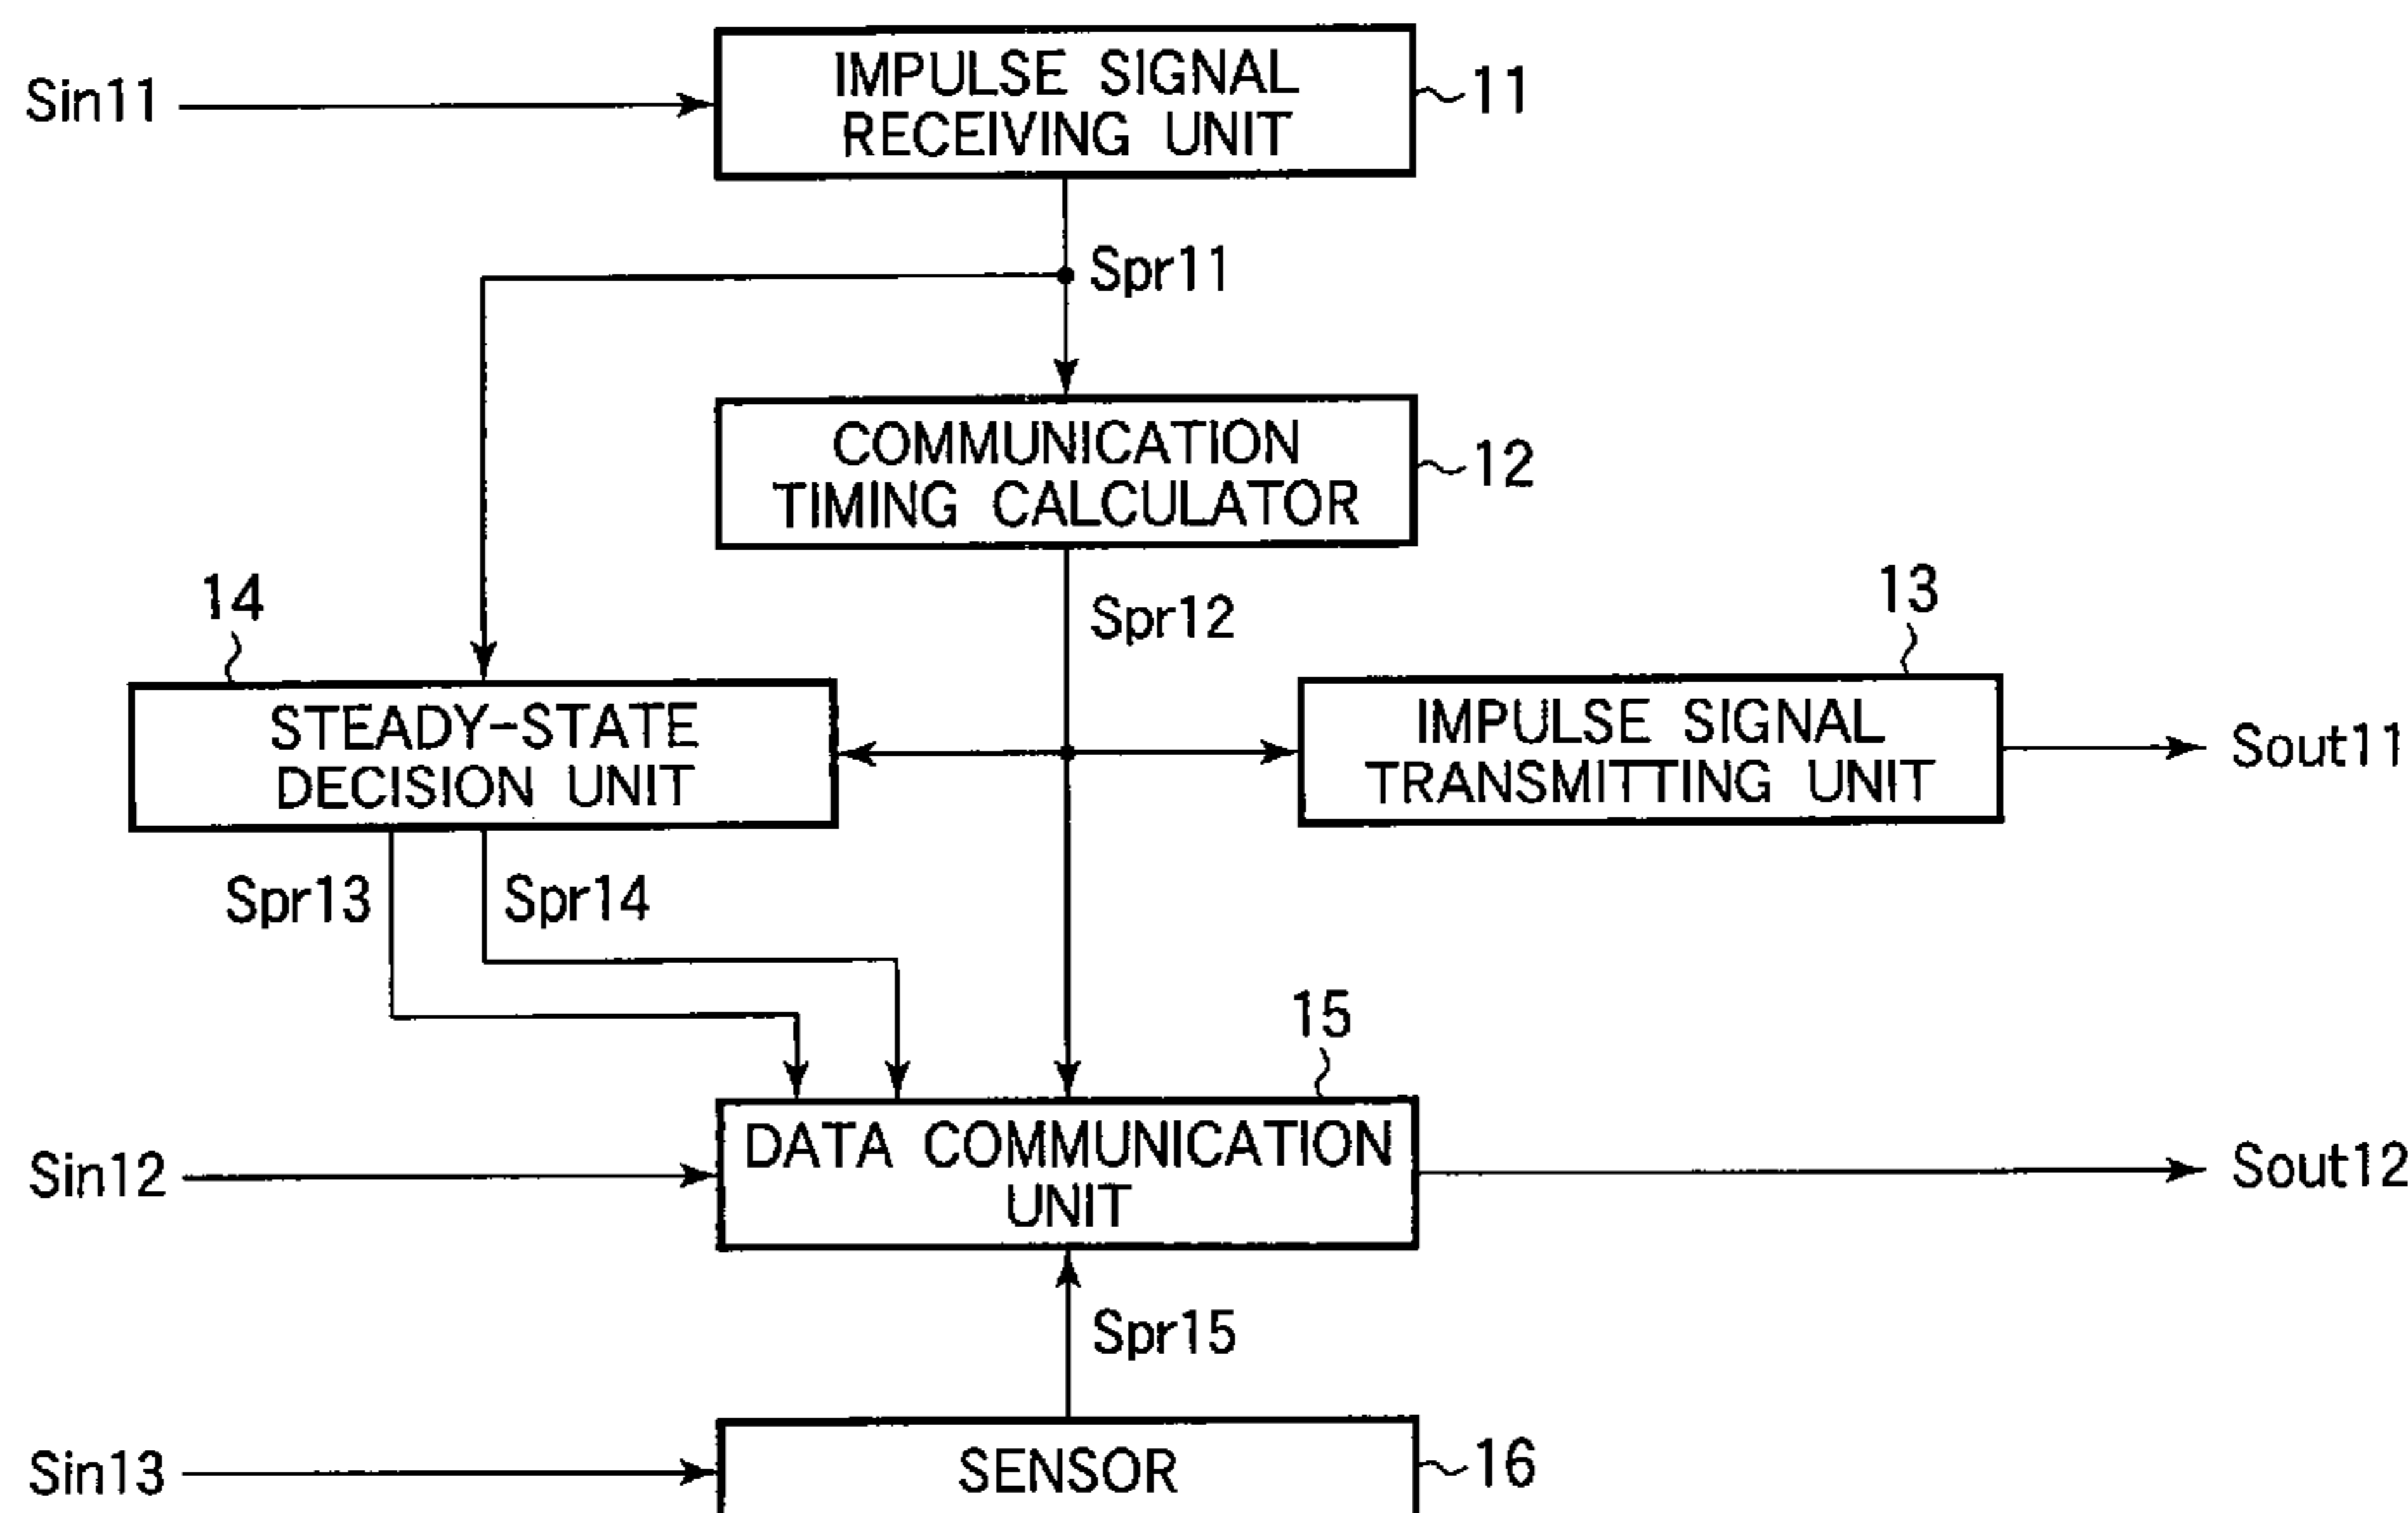 Sin11
IMPULSE SIGNAL
RECEIVING UNIT
11
Spr11
COMMUNICATION
TIMING CALCULATOR
12
Spr12
14
13
STEADY-STATE
DECISION UNIT
IMPULSE SIGNAL
TRANSMITTING UNIT
Sout11
Spr13
Spr14
15
Sin12
DATA COMMUNICATION
UNIT
Sout12
Spr15
Sin13
SENSOR
16